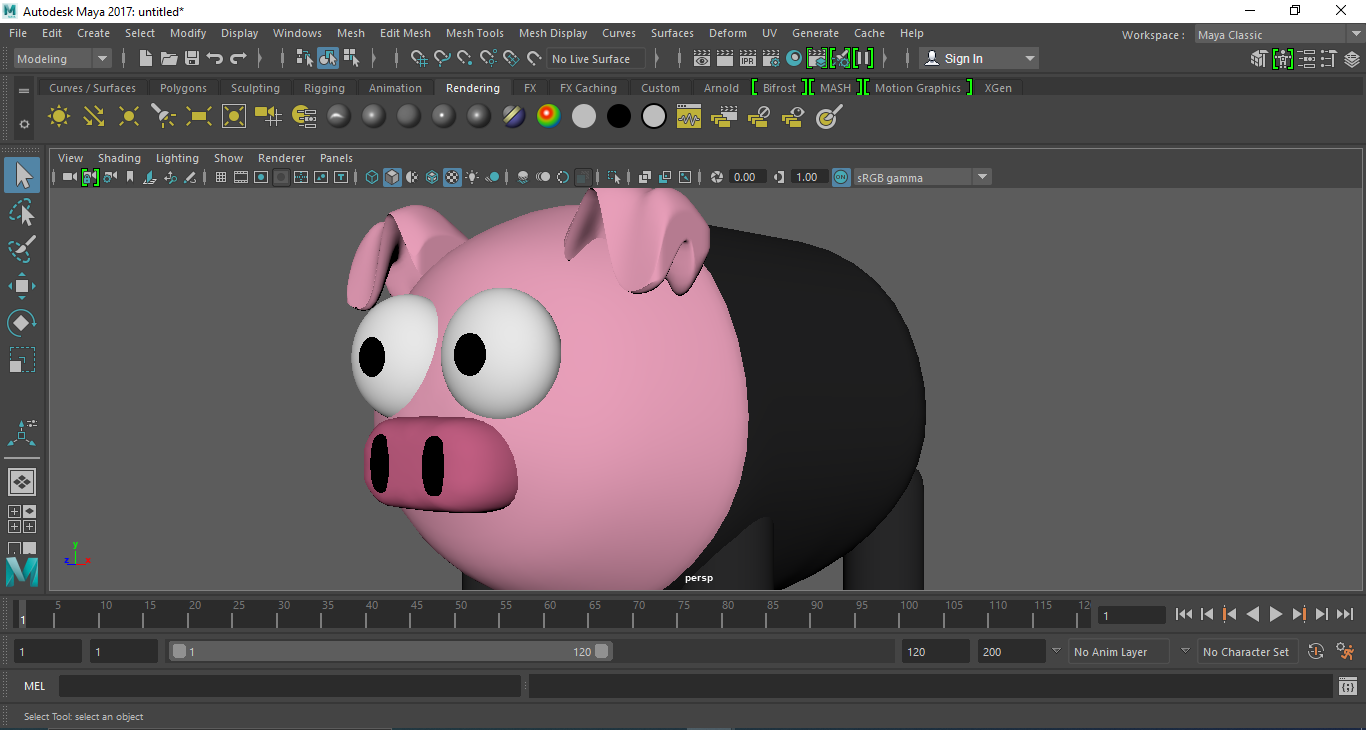 Autodesk Maya 2017: untitled*
File Edit Create Select Modify Display Windows Mesh Edit Mesh Mesh Tools Mesh Display Curves Surfaces Deform UV Generate Cache Help Workspace : Maya Classic
Modeling No Live Surface IPR Sign In
Curves / Surfaces Polygons Sculpting Rigging Animation Rendering FX FX Caching Custom Arnold Bifrost MASH Motion Graphics XGen
View Shading Lighting Show Renderer Panels
0.00 1.00 ON sRGB gamma
y
z x
persp
5 10 15 20 25 30 35 40 45 50 55 60 65 70 75 80 85 90 95 100 105 110 115 12
1 1
1 1 1 120 120 200 No Anim Layer No Character Set
MEL
Select Tool: select an object